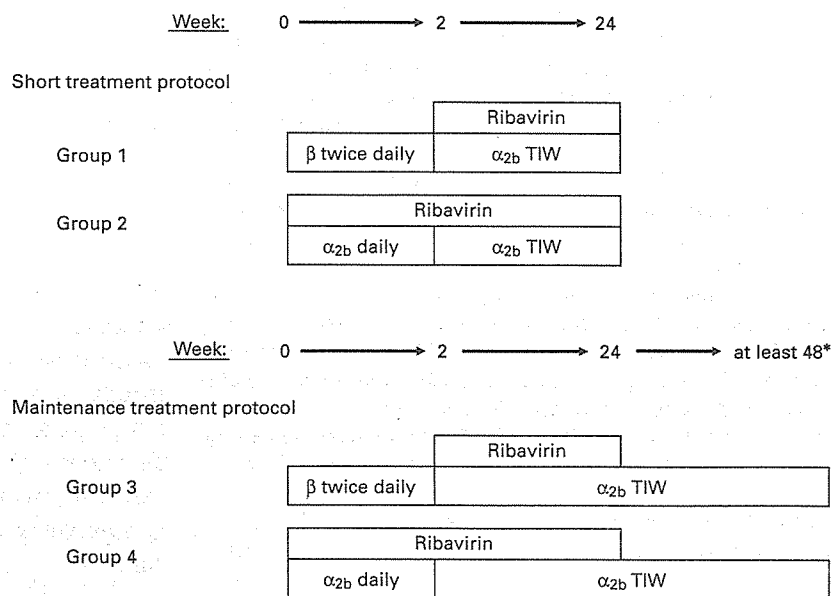 Week: 0 2 24
Short treatment protocol
Ribavirin
Group 1 β twice daily α2b TIW
Ribavirin
Group 2
α2b daily α2b TIW
Week: 0 2 24 at least 48*
Maintenance treatment protocol
Ribavirin
Group 3 β twice daily α2b TIW
Ribavirin
Group 4
α2b daily α2b TIW